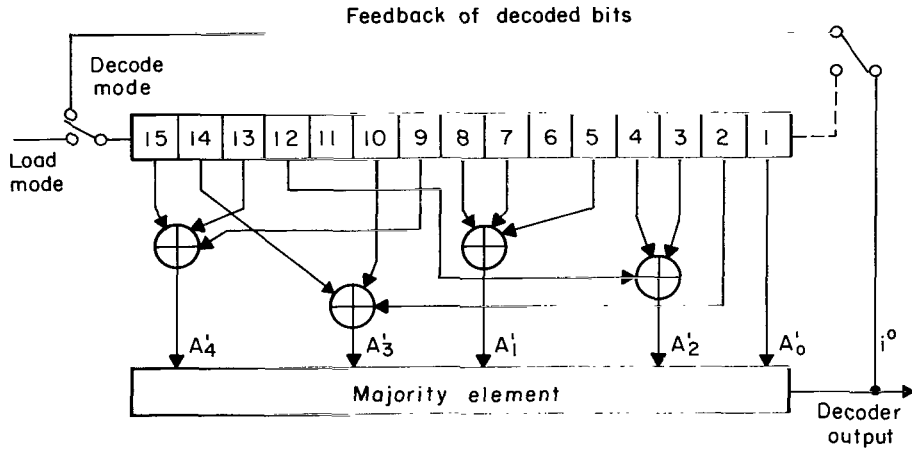 Feedback of decoded bits
Decode
mode
Load
mode
15 14 13 12 11 10 9 8 7 6 5 4 3 2 1
A'4 A'3 A'1 A'2 A'o i°
Majority element
Decoder
output